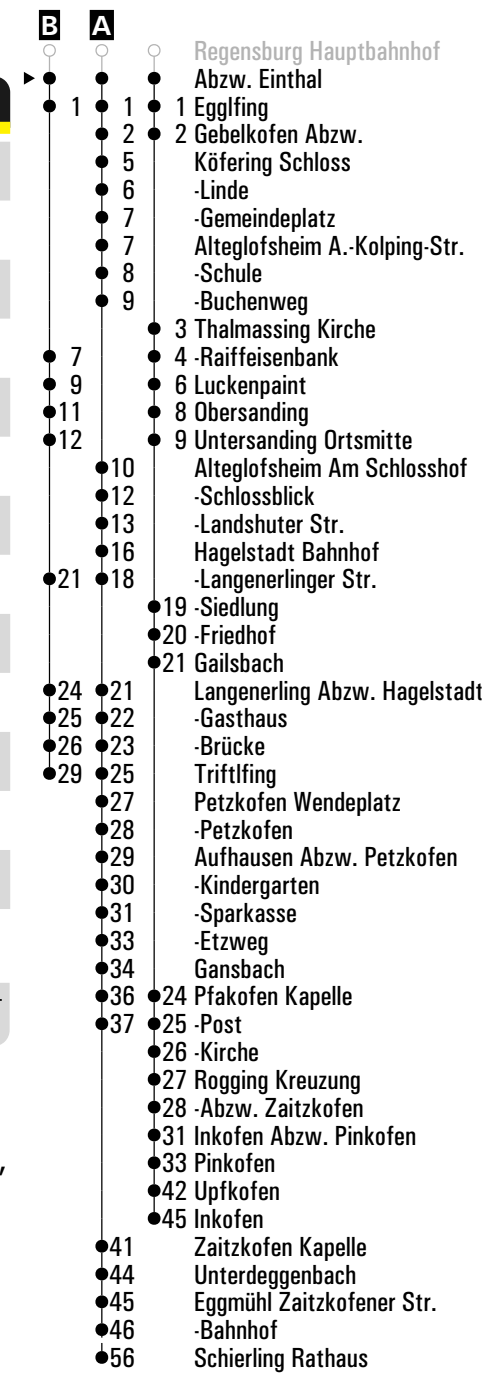 B A
Regensburg Hauptbahnhof
Abzw. Einthal
1 1 1 Egglfing
2 2 Gebelkofen Abzw.
5 Köfering Schloss
6 -Linde
7 -Gemeindeplatz
7 Alteglofsheim A.-Kolping-Str.
8 -Schule
9 -Buchenweg
3 Thalmassing Kirche
7 4 -Raiffeisenbank
9 6 Luckenpaint
11 8 Obersanding
12 9 Untersanding Ortsmitte
10 Alteglofsheim Am Schlosshof
12 -Schlossblick
13 -Landshuter Str.
16 Hagelstadt Bahnhof
21 18 -Langenerlinger Str.
19 -Siedlung
20 -Friedhof
21 Gailsbach
24 21 Langenerling Abzw. Hagelstadt
25 22 -Gasthaus
26 23 -Brücke
29 25 Triftlfing
27 Petzkofen Wendeplatz
28 -Petzkofen
29 Aufhausen Abzw. Petzkofen
30 -Kindergarten
31 -Sparkasse
33 -Etzweg
34 Gansbach
36 24 Pfakofen Kapelle
37 25 -Post
26 -Kirche
27 Rogging Kreuzung
28 -Abzw. Zaitzkofen
31 Inkofen Abzw. Pinkofen
33 Pinkofen
42 Upfkofen
45 Inkofen
41 Zaitzkofen Kapelle
44 Unterdeggenbach
45 Eggmühl Zaitzkofener Str.
46 -Bahnhof
56 Schierling Rathaus